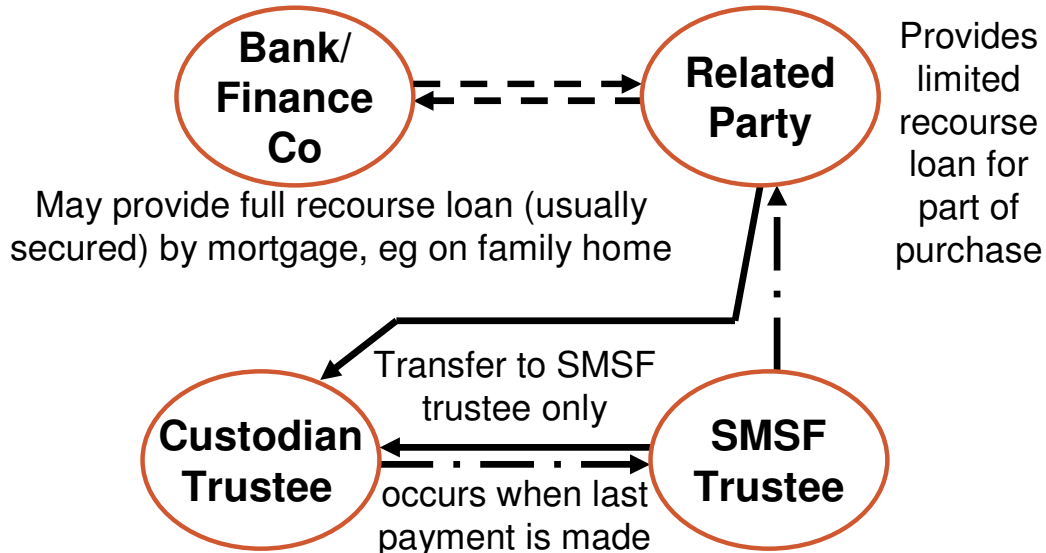 Bank/
Finance
Co
Related
Party
Provides
limited
recourse
loan for
part of
purchase
May provide full recourse loan (usually
secured) by mortgage, eg on family home
Transfer to SMSF
trustee only
Custodian
Trustee
SMSF
Trustee
occurs when last
payment is made